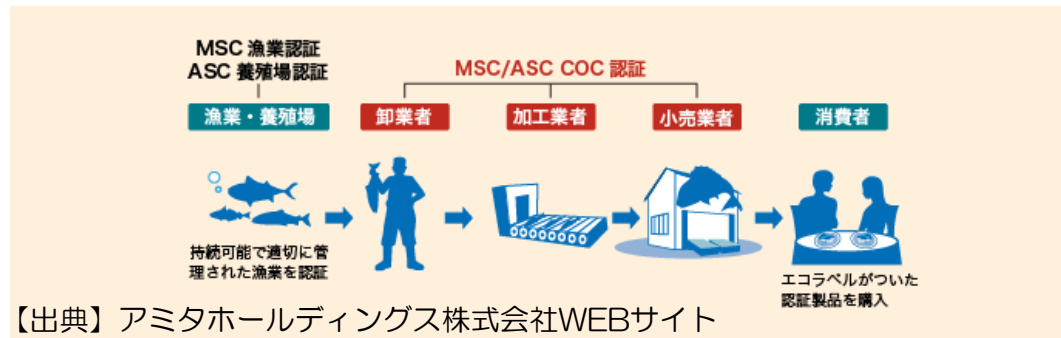 MSC 漁業認証
ASC 養殖場認証
MSC/ASC COC 認証
漁業・養殖場
卸業者
加工業者
小売業者
消費者
持続可能で適切に管
理された漁業を認証
エコラベルがついた
認証製品を購入
【出典】アミタホールディングス株式会社WEBサイト